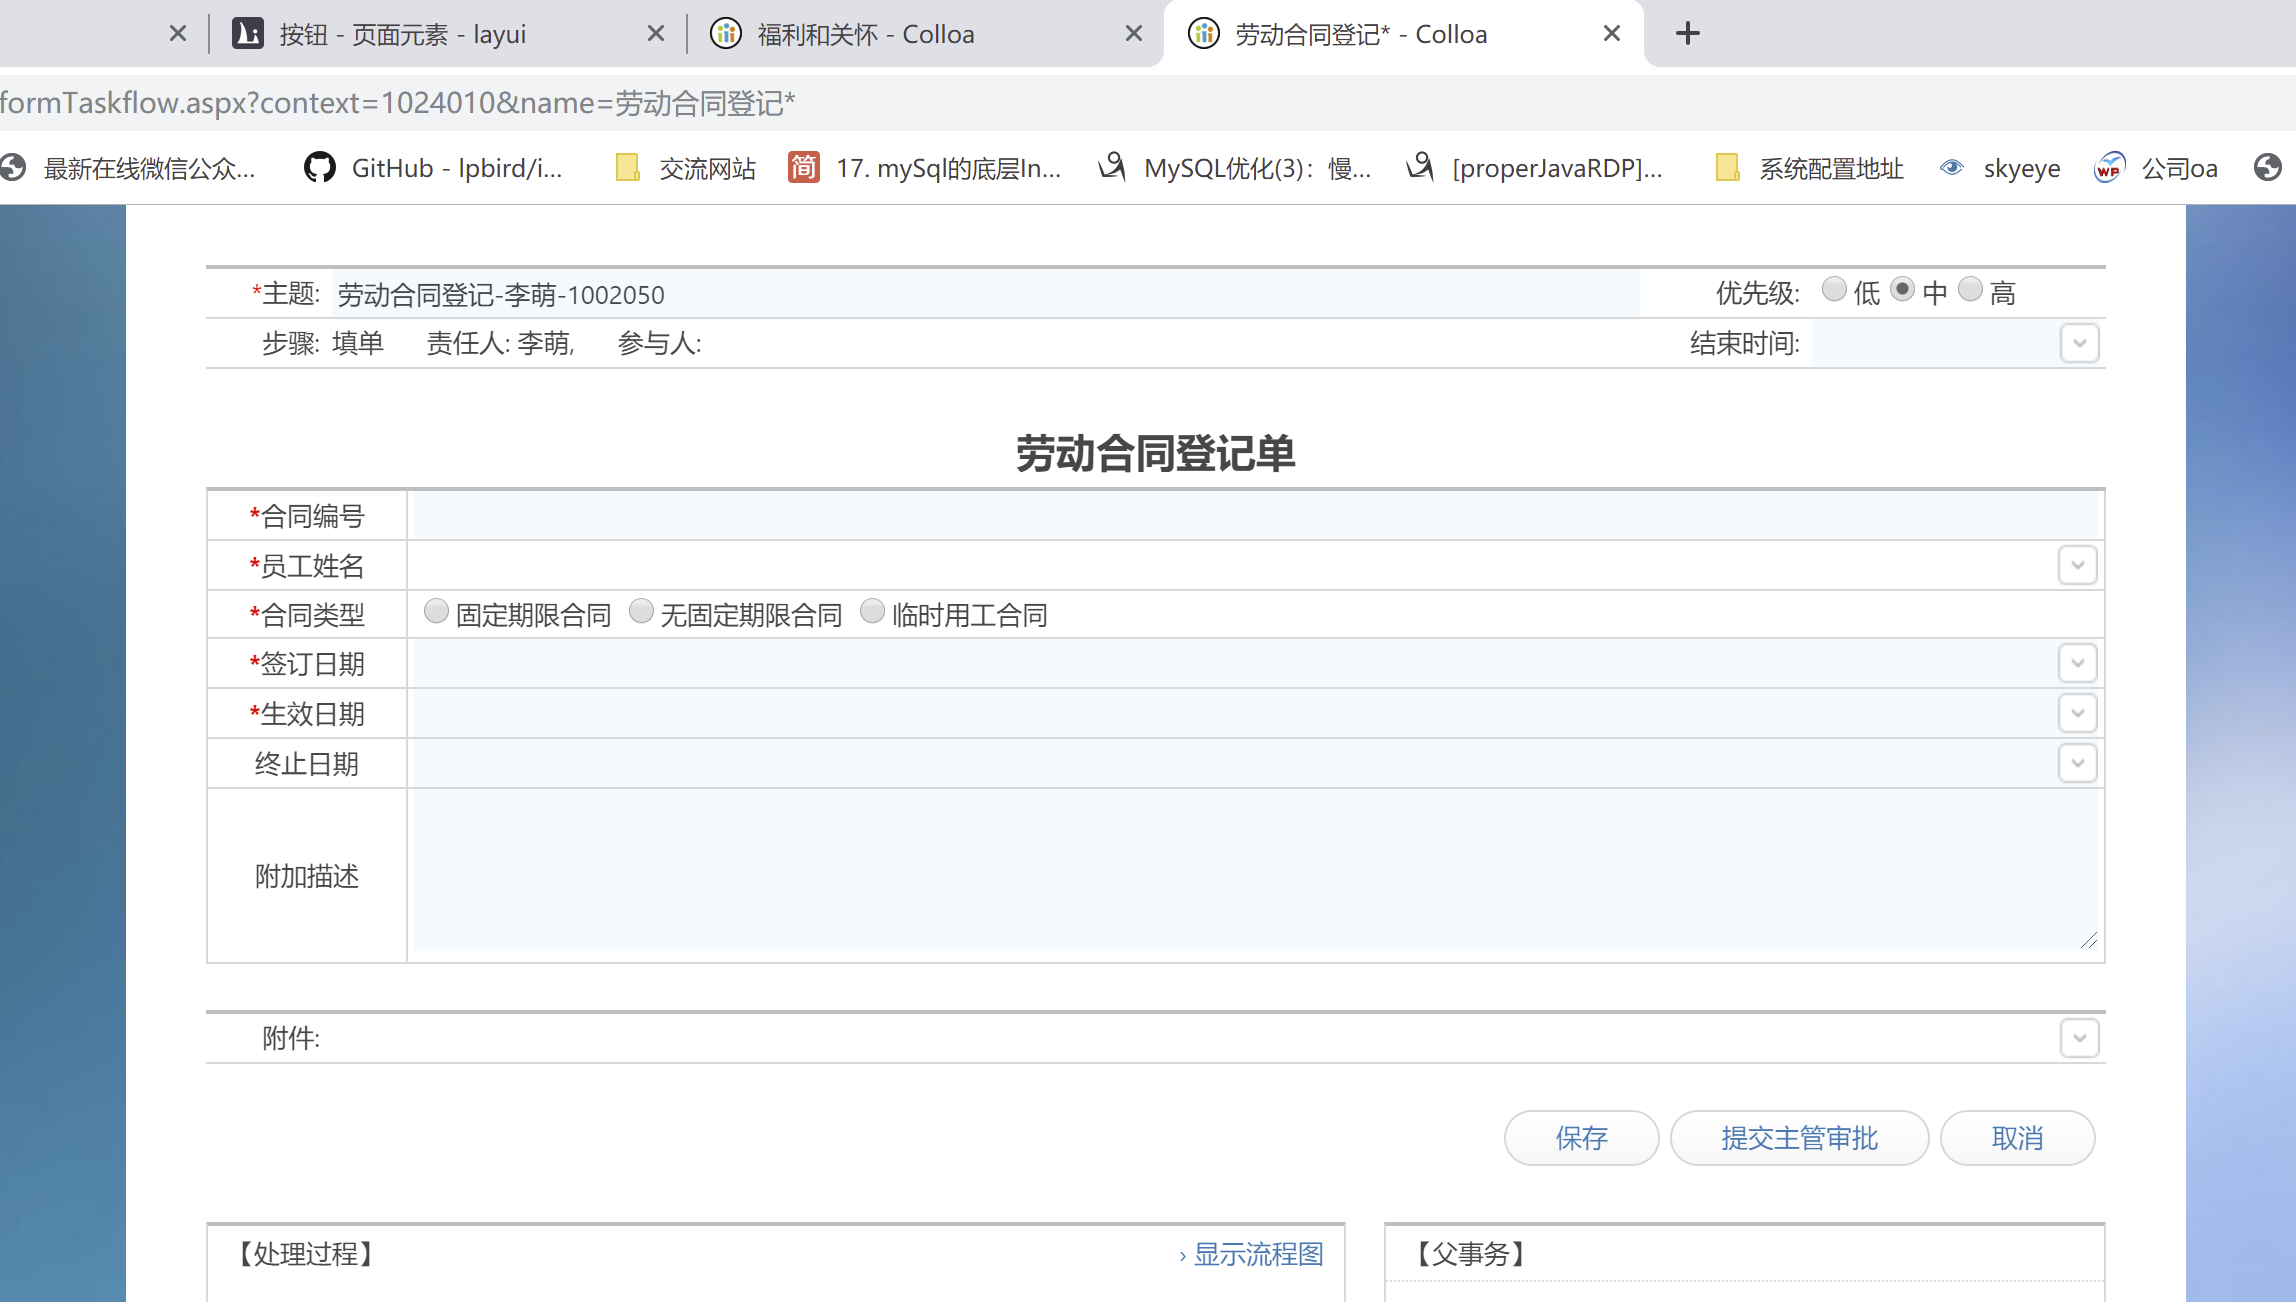 按钮 - 页面元素 - layui
福利和关怀 - Colloa
劳动合同登记* - Colloa
formTaskflow.aspx?context=1024010&name=劳动合同登记*
最新在线微信公众...
GitHub - lpbird/i...
交流网站
简 17. mySql的底层In...
MySQL优化(3)：慢...
[properJavaRDP]...
系统配置地址
skyeye
WP 公司oa
*主题: 劳动合同登记-李萌-1002050 优先级: 低 中 高
步骤: 填单 责任人: 李萌, 参与人: 结束时间:
劳动合同登记单
*合同编号
*员工姓名
*合同类型 固定期限合同 无固定期限合同 临时用工合同
*签订日期
*生效日期
终止日期
附加描述
附件:
保存 提交主管审批 取消
【处理过程】 › 显示流程图 【父事务】